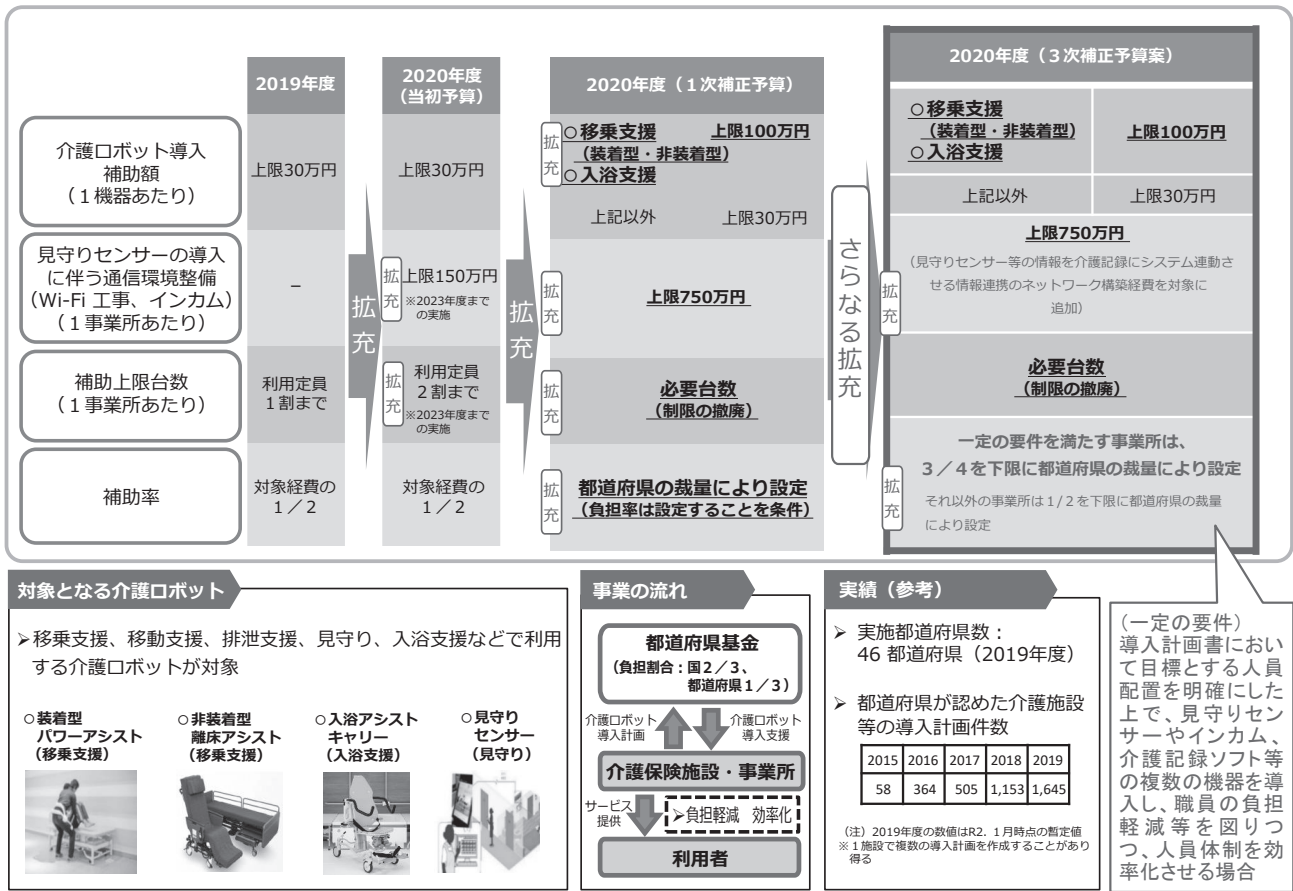 2019年度
2020年度
（当初予算）
2020年度（１次補正予算）
2020年度（３次補正予算案）
介護ロボット導入
補助額
（１機器あたり）
上限30万円
上限30万円
拡充
○移乗支援　上限100万円
（装着型・非装着型）
○入浴支援
上記以外　上限30万円
○移乗支援
（装着型・非装着型）
○入浴支援
上限100万円
上記以外　上限30万円
見守りセンサーの導入
に伴う通信環境整備
（Wi-Fi 工事、インカム）
（１事業所あたり）
–
拡充
拡充
上限150万円
※2023年度まで
の実施
拡充
拡充
上限750万円
さらなる拡充
拡充
上限750万円
（見守りセンサー等の情報を介護記録にシステム連動さ
せる情報連携のネットワーク構築経費を対象に
追加）
補助上限台数
（１事業所あたり）
利用定員
１割まで
拡充
利用定員
２割まで
※2023年度まで
の実施
拡充
必要台数
（制限の撤廃）
必要台数
（制限の撤廃）
補助率
対象経費の
１／２
対象経費の
１／２
拡充
都道府県の裁量により設定
（負担率は設定することを条件）
拡充
一定の要件を満たす事業所は、
３／４を下限に都道府県の裁量により設定
それ以外の事業所は１/２を下限に都道府県の裁量
により設定
対象となる介護ロボット
➢移乗支援、移動支援、排泄支援、見守り、入浴支援などで利用
する介護ロボットが対象
○装着型
パワーアシスト
（移乗支援）
○非装着型
離床アシスト
（移乗支援）
○入浴アシスト
キャリー
（入浴支援）
○見守り
センサー
（見守り）
事業の流れ
都道府県基金
（負担割合：国２／３、
都道府県１／３）
介護ロボット
導入計画
介護ロボット
導入支援
介護保険施設・事業所
サービス
提供
➢負担軽減　効率化
利用者
実績（参考）
➢ 実施都道府県数：
46 都道府県（2019年度）
➢ 都道府県が認めた介護施設
等の導入計画件数
2015 2016 2017 2018 2019
58 364 505 1,153 1,645
（注）2019年度の数値はR2．１月時点の暫定値
※１施設で複数の導入計画を作成することがあり
得る
（一定の要件）
導入計画書におい
て目標とする人員
配置を明確にした
上で、見守りセン
サーやインカム、
介護記録ソフト等
の複数の機器を導
入し、職員の負担
軽減等を図りつ
つ、人員体制を効
率化させる場合